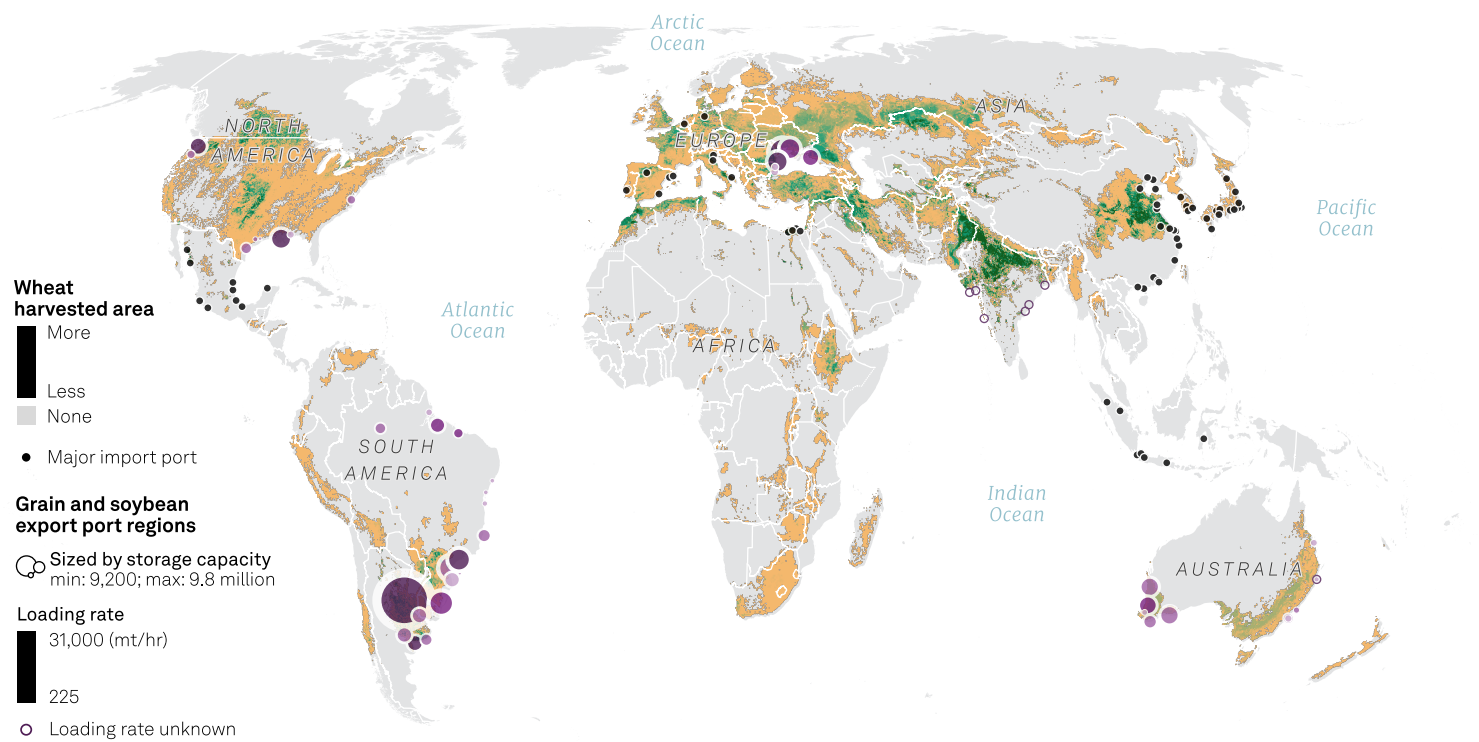 Arctic
Ocean
NORTH
AMERICA
EUROPE
ASIA
Pacific
Ocean
Atlantic
Ocean
AFRICA
SOUTH
AMERICA
Indian
Ocean
AUSTRALIA
Wheat
harvested area
More
Less
None
Major import port
Grain and soybean
export port regions
Sized by storage capacity
min: 9,200; max: 9.8 million
Loading rate
31,000 (mt/hr)
225
Loading rate unknown